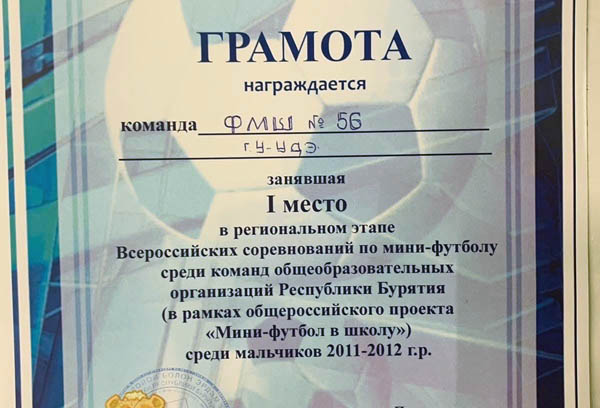 ГРАМОТА
награждается
команда ФМШ № 56
г. У-УДЭ.
занявшая
I место
в региональном этапе
Всероссийских соревнований по мини-футболу
среди команд общеобразовательных
организаций Республики Бурятия
(в рамках общероссийского проекта
«Мини-футбол в школу»)
среди мальчиков 2011-2012 г.р.